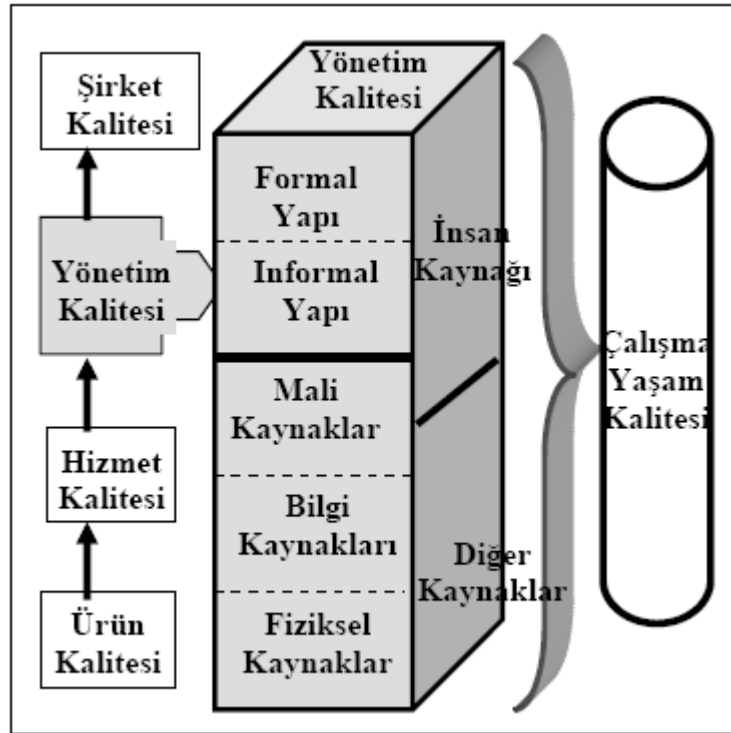 Şirket
Kalitesi
Yönetim
Kalitesi
Hizmet
Kalitesi
Ürün
Kalitesi
Yönetim
Kalitesi
Formal
Yapı
Informal
Yapı
Mali
Kaynaklar
Bilgi
Kaynakları
Fiziksel
Kaynaklar
İnsan
Kaynağı
Diğer
Kaynaklar
Çalışma
Yaşam
Kalitesi